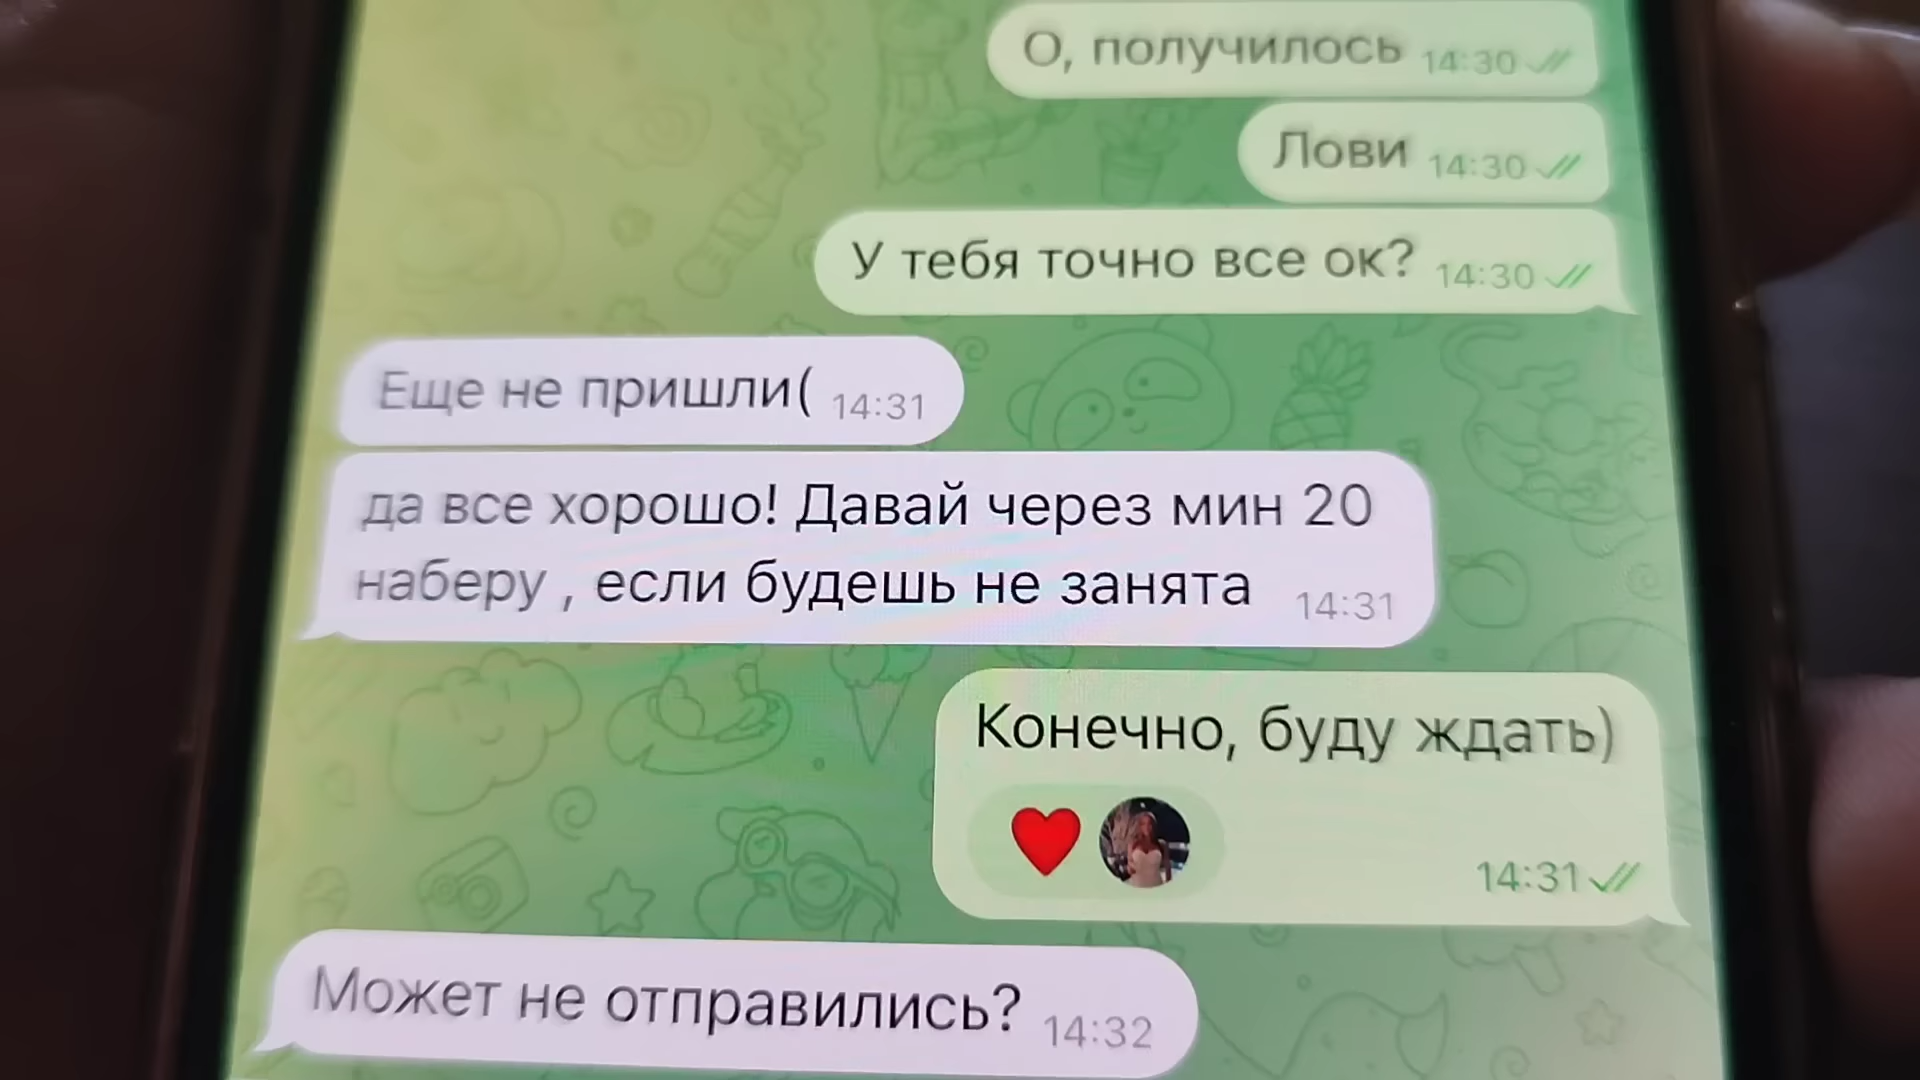 О, получилось 14:30
Лови 14:30
У тебя точно все ок? 14:30
Еще не пришли( 14:31
да все хорошо! Давай через мин 20
наберу , если будешь не занята 14:31
Конечно, буду ждать)
14:31
Может не отправились? 14:32